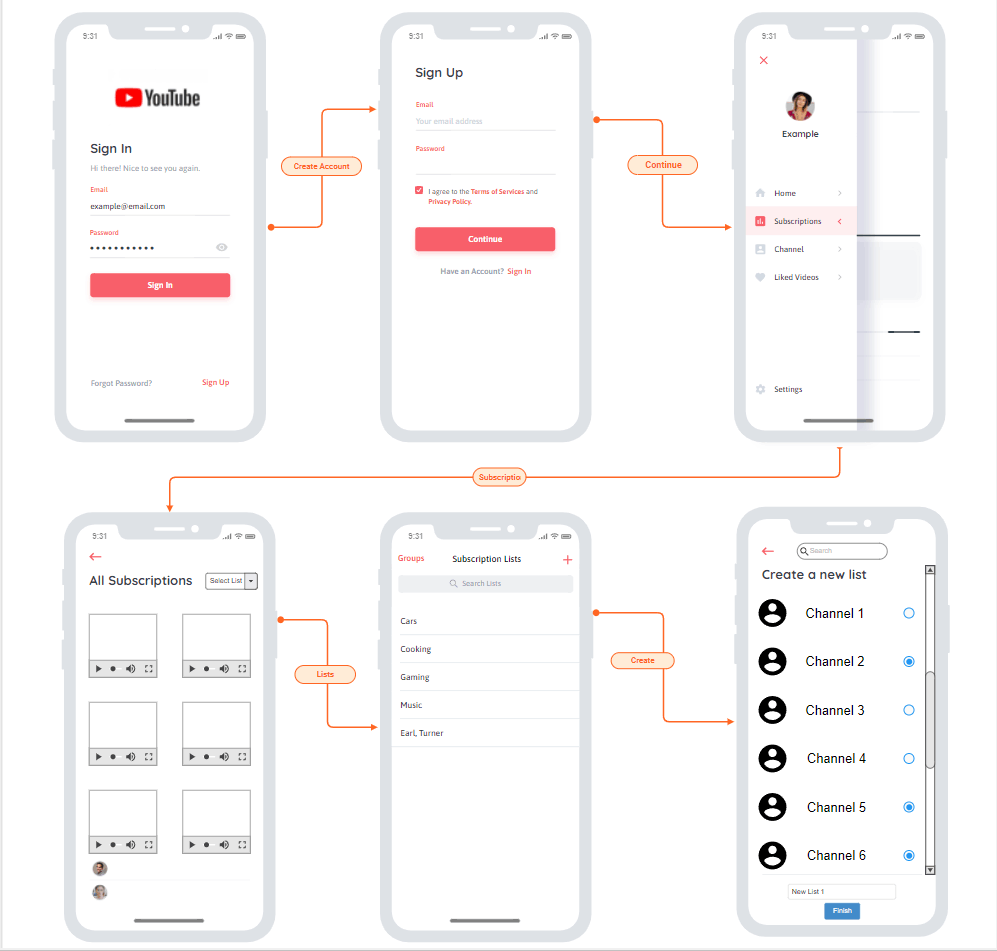 9:31
YouTube
Sign In
Hi there! Nice to see you again.
Email
example@email.com
Password
Sign In
Forgot Password?
Sign Up
Create Account
9:31
Sign Up
Email
Your email address
Password
I agree to the Terms of Services and
Privacy Policy.
Continue
Have an Account? Sign In
Continue
9:31
Example
Home
Subscriptions
Channel
Liked Videos
Settings
Subscriptio
9:31
All Subscriptions
Select List
Lists
9:31
Groups
Subscription Lists
Search Lists
Cars
Cooking
Gaming
Music
Earl, Turner
Create
Search
Create a new list
Channel 1
Channel 2
Channel 3
Channel 4
Channel 5
Channel 6
New List 1
Finish